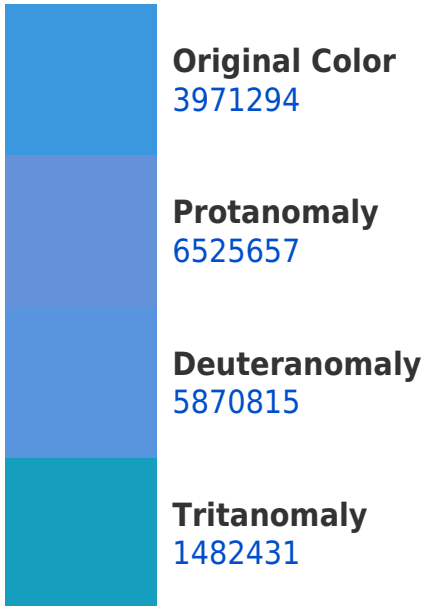 Original Color
3971294
Protanomaly
6525657
Deuteranomaly
5870815
Tritanomaly
1482431